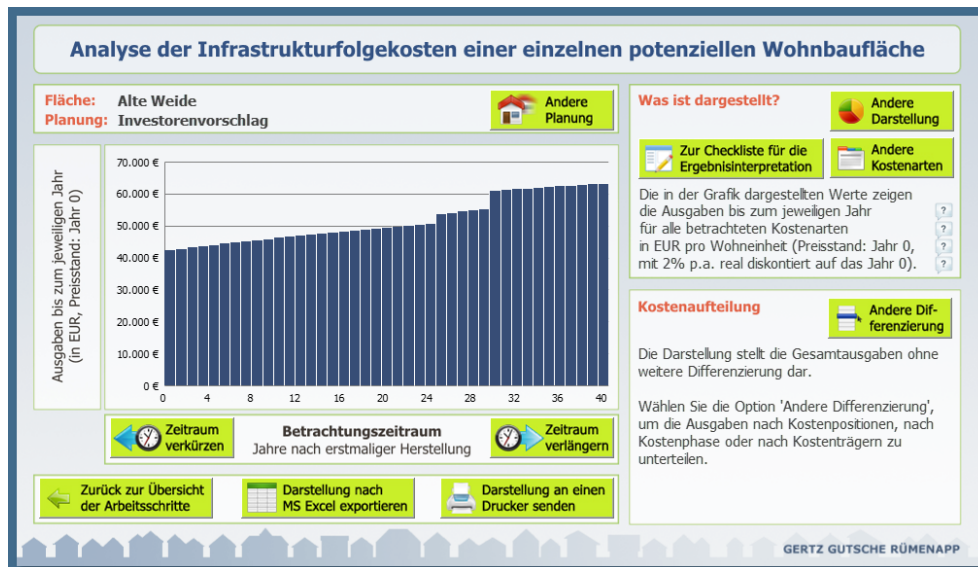 Analyse der Infrastrukturfolgekosten einer einzelnen potenziellen Wohnbaufläche
Fläche: Alte Weide
Planung: Investorenvorschlag
Andere
Planung
Ausgaben bis zum jeweiligen Jahr
(in EUR, Preisstand: Jahr 0)
70.000 €
60.000 €
50.000 €
40.000 €
30.000 €
20.000 €
10.000 €
0 €
0 4 8 12 16 20 24 28 32 36 40
Zeitraum
verkürzen
Betrachtungszeitraum
Jahre nach erstmaliger Herstellung
Zeitraum
verlängern
Zurück zur Übersicht
der Arbeitsschritte
Darstellung nach
MS Excel exportieren
Darstellung an einen
Drucker senden
Was ist dargestellt?
Andere
Darstellung
Zur Checkliste für die
Ergebnisinterpretation
Andere
Kostenarten
Die in der Grafik dargestellten Werte zeigen
die Ausgaben bis zum jeweiligen Jahr ?
für alle betrachteten Kostenarten ?
in EUR pro Wohneinheit (Preisstand: Jahr 0, ?
mit 2% p.a. real diskontiert auf das Jahr 0). ?
Kostenaufteilung
Andere Dif-
ferenzierung
Die Darstellung stellt die Gesamtausgaben ohne
weitere Differenzierung dar.
Wählen Sie die Option 'Andere Differenzierung',
um die Ausgaben nach Kostenpositionen, nach
Kostenphase oder nach Kostenträgern zu
unterteilen.
GERTZ GUTSCHE RÜMENAPP